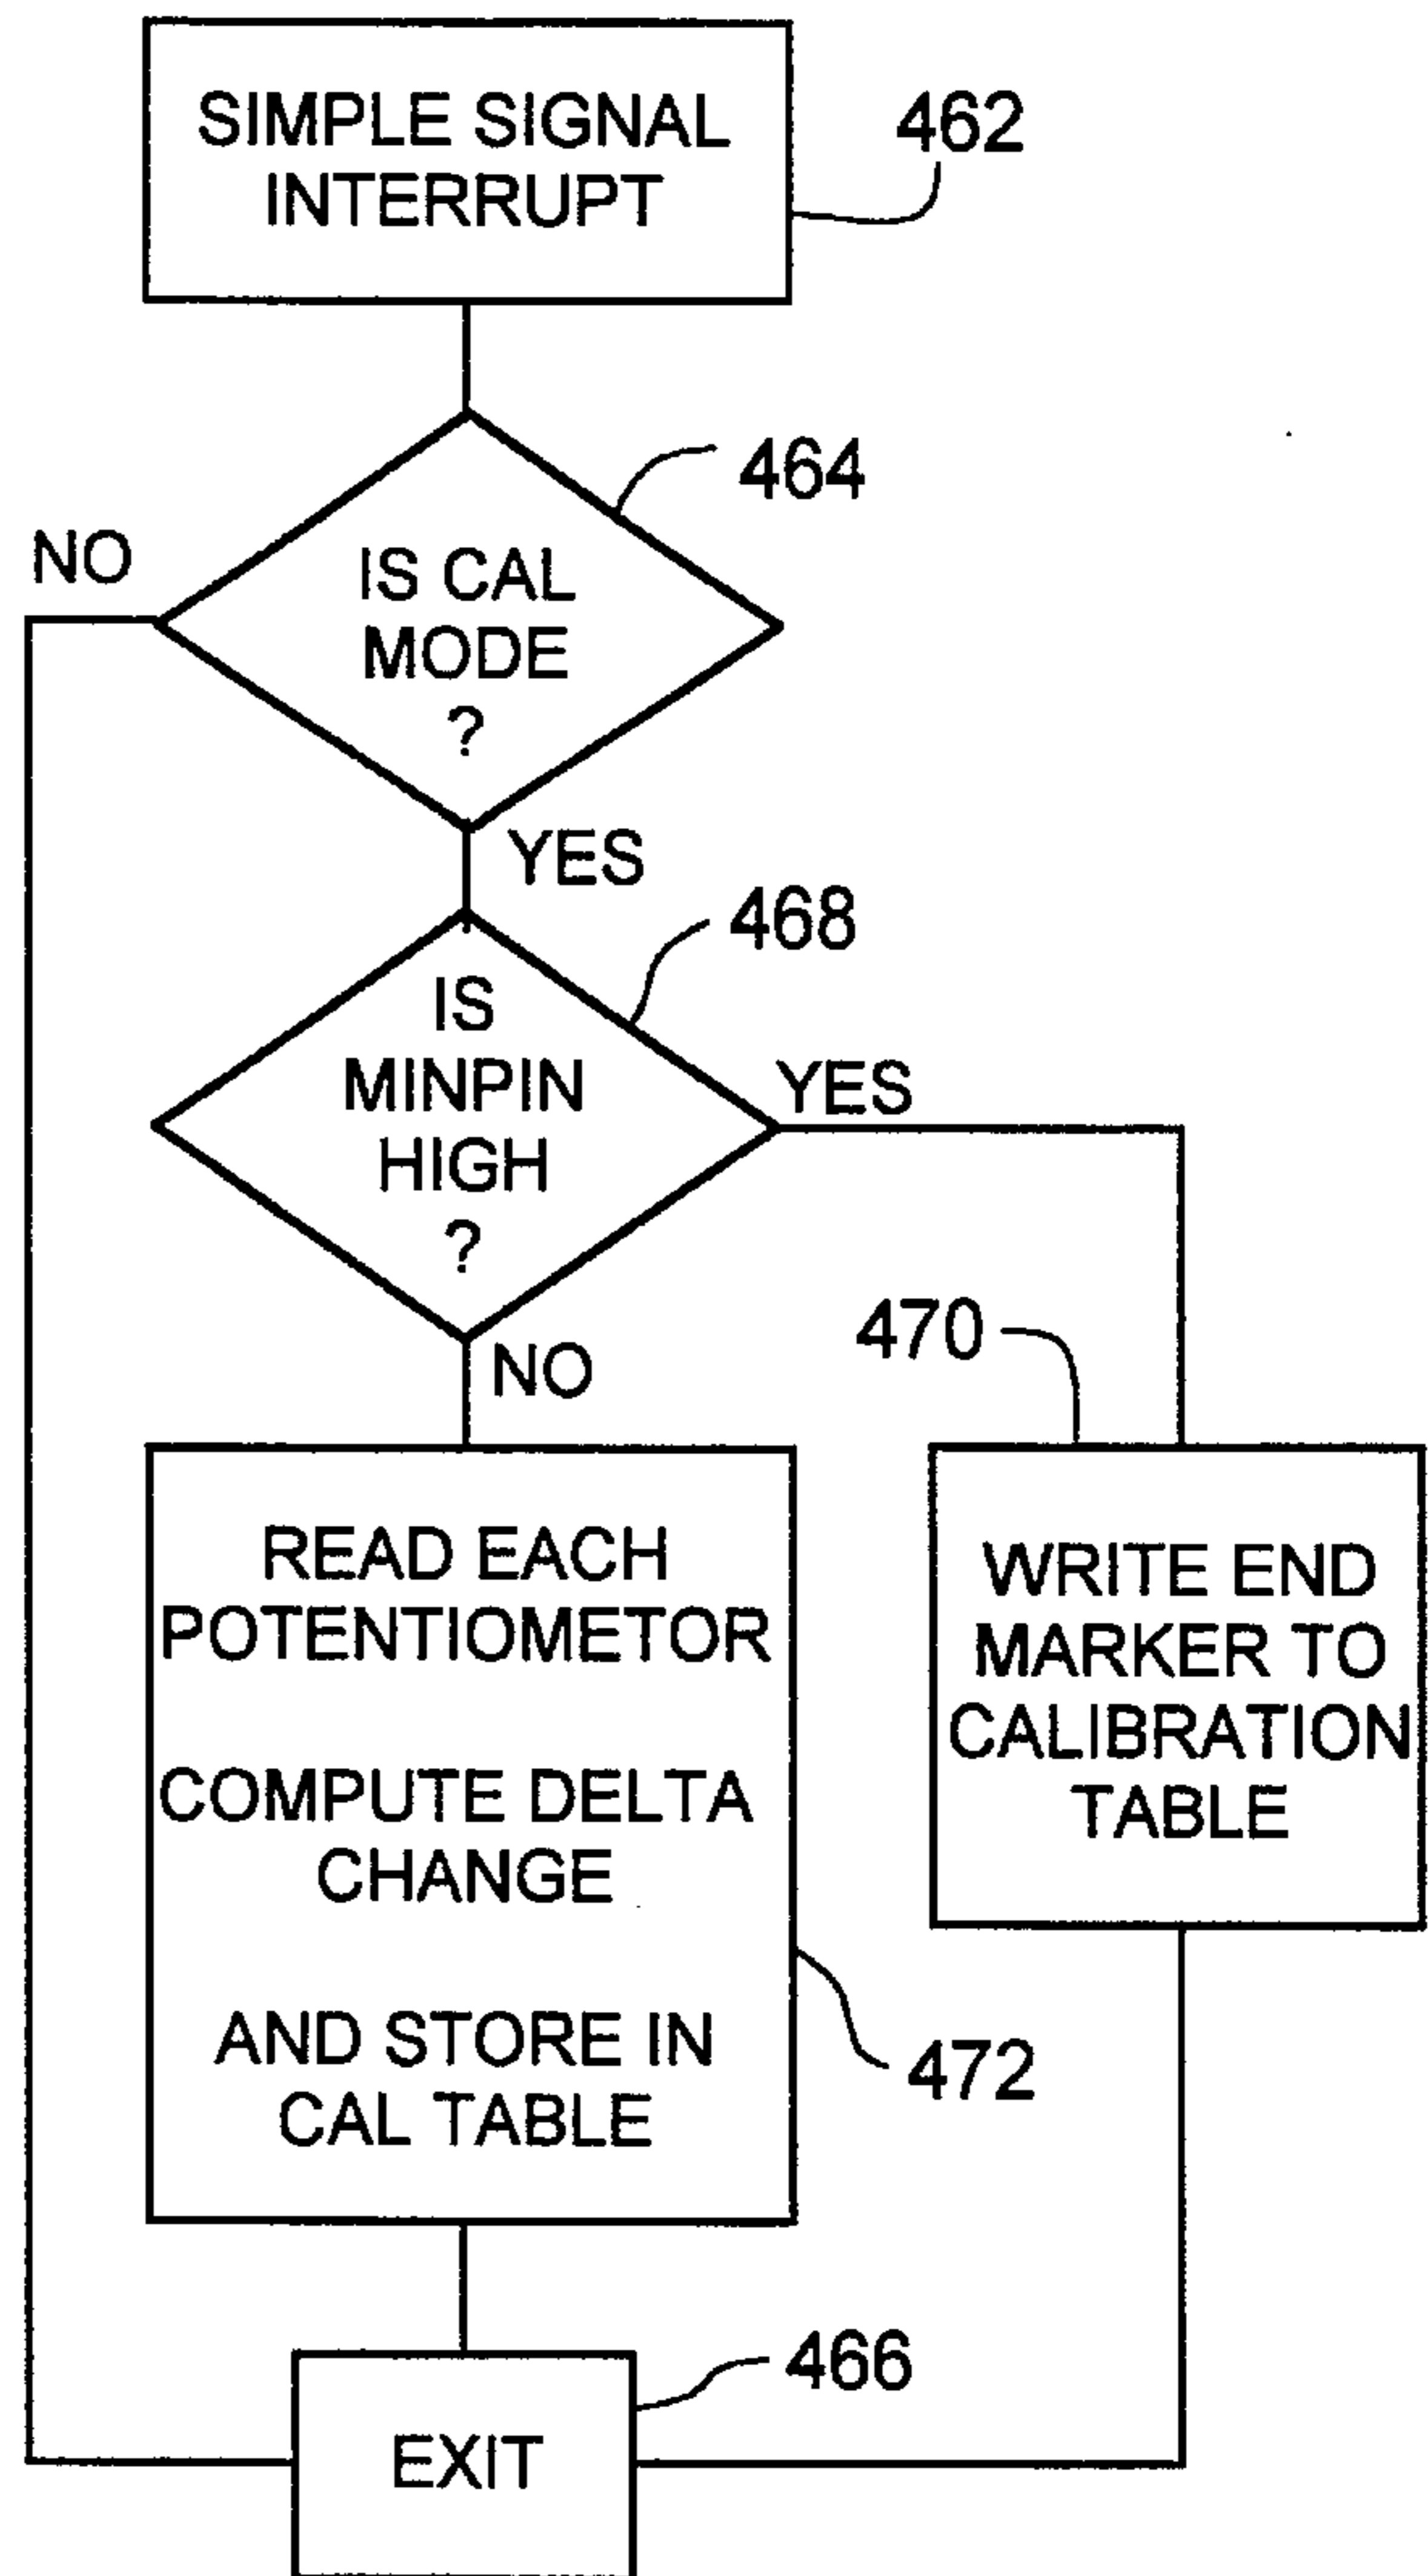 SIMPLE SIGNAL
INTERRUPT
462
464
NO
IS CAL
MODE
?
YES
468
IS
MINPIN
HIGH
?
YES
NO
470
READ EACH
POTENTIOMETOR
COMPUTE DELTA
CHANGE
AND STORE IN
CAL TABLE
472
WRITE END
MARKER TO
CALIBRATION
TABLE
466
EXIT